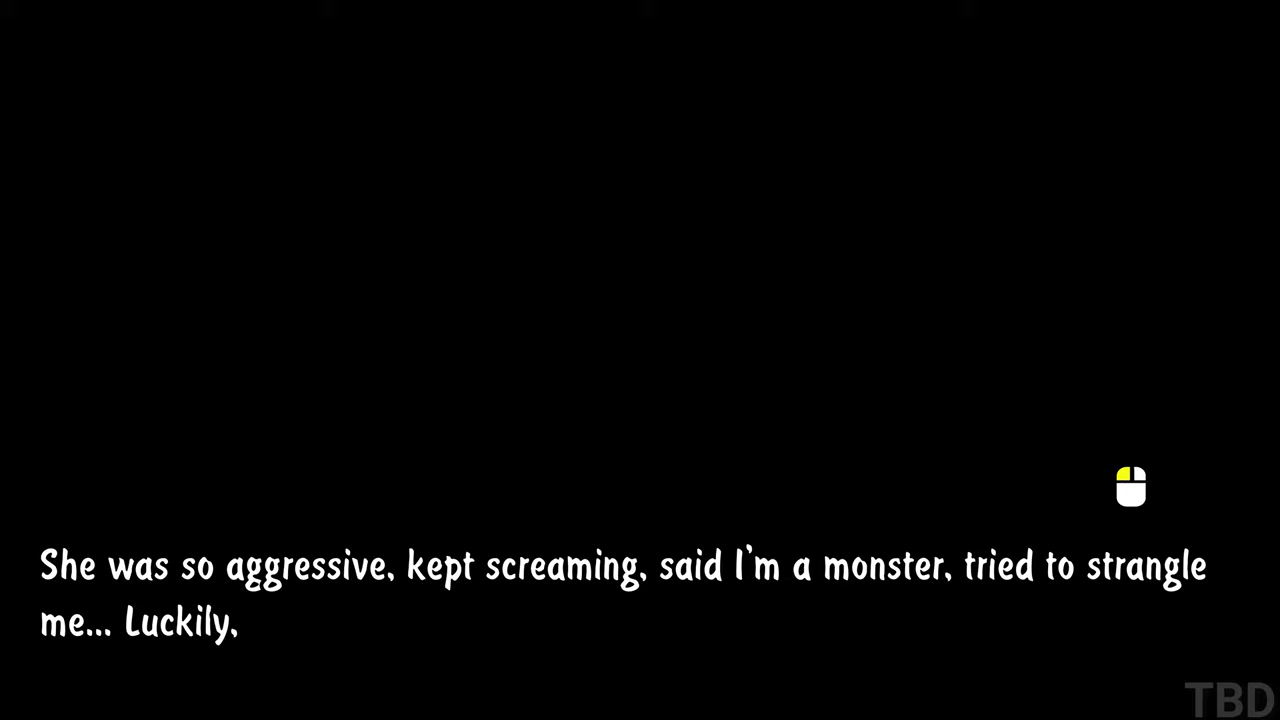 She was so aggressive, kept screaming, said I'm a monster, tried to strangle
me... Luckily,
TBD